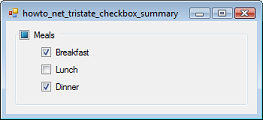 howto_net_tristate_checkbox_summary
Meals
Breakfast
Lunch
Dinner